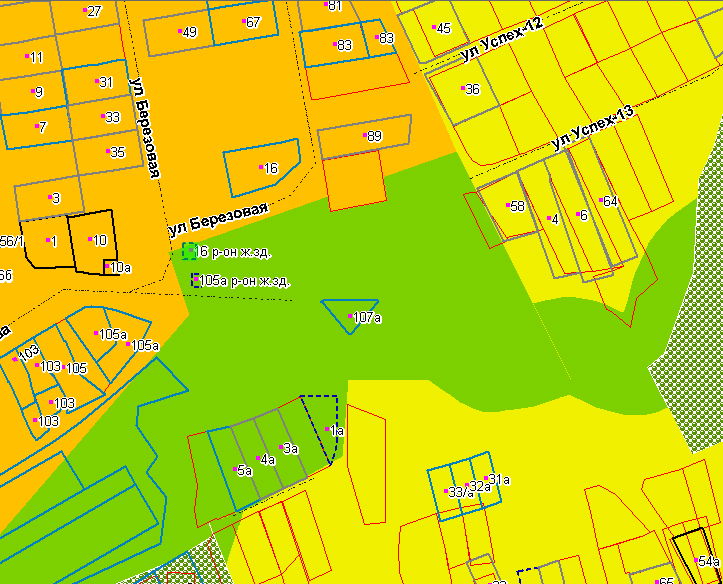 27
49
67
81
83
83
45
ул Успех-12
11
9
31
7
33
35
ул Березовая
36
ул Успех-13
89
16
3
58
4
6
64
ул Березовая
56/1
1
10
10а
6б
16 р-он ж.зд.
105а р-он ж.зд.
107а
ва
103
103
105
105а
105а
103
103
1а
3а
4а
5а
33/а
32а
31а
54а